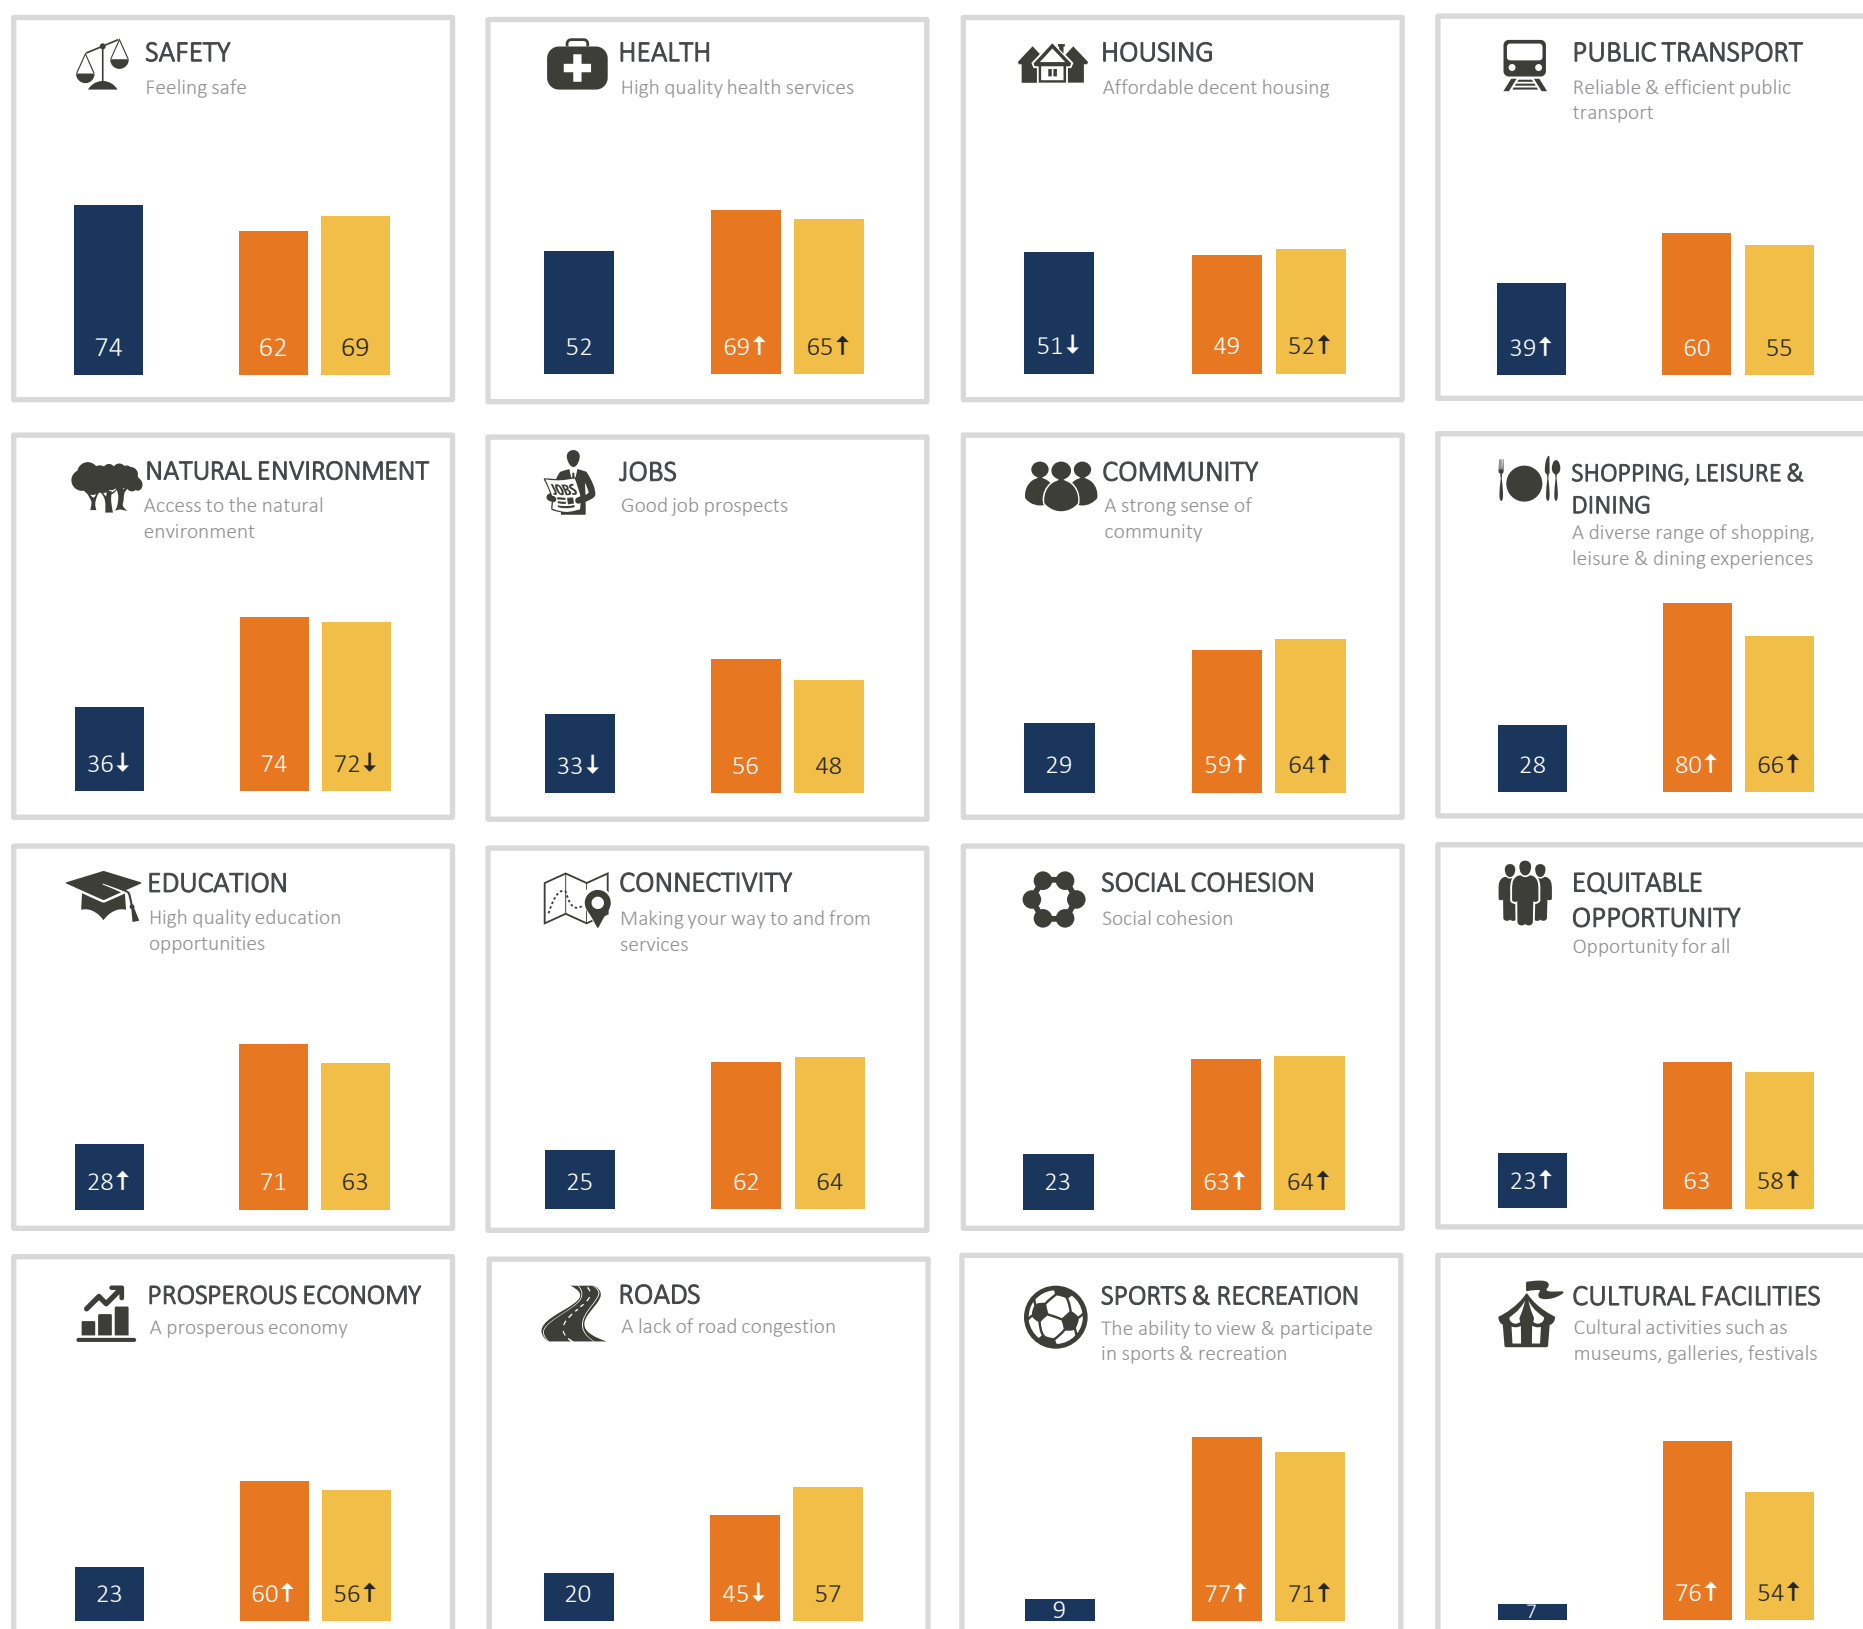 SAFETY
Feeling safe
74
62
69
HEALTH
High quality health services
52
69↑
65↑
HOUSING
Affordable decent housing
51↓
49
52↑
PUBLIC TRANSPORT
Reliable & efficient public
transport
39↑
60
55
NATURAL ENVIRONMENT
Access to the natural
environment
36↓
74
72↓
JOBS
JOBS
Good job prospects
33↓
56
48
COMMUNITY
A strong sense of
community
29
59↑
64↑
SHOPPING, LEISURE &
DINING
A diverse range of shopping,
leisure & dining experiences
28
80↑
66↑
EDUCATION
High quality education
opportunities
28↑
71
63
CONNECTIVITY
Making your way to and from
services
25
62
64
SOCIAL COHESION
Social cohesion
23
63↑
64↑
EQUITABLE
OPPORTUNITY
Opportunity for all
23↑
63
58↑
PROSPEROUS ECONOMY
A prosperous economy
23
60↑
56↑
ROADS
A lack of road congestion
20
45↓
57
SPORTS & RECREATION
The ability to view & participate
in sports & recreation
9
77↑
71↑
CULTURAL FACILITIES
Cultural activities such as
museums, galleries, festivals
7
76↑
54↑